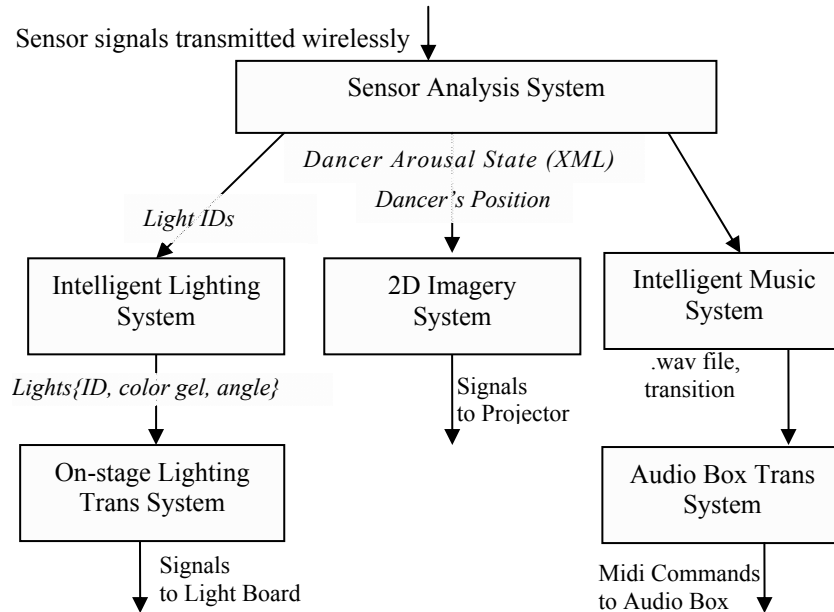 Sensor signals transmitted wirelessly
Sensor Analysis System
Dancer Arousal State (XML)
Dancer's Position
Light IDs
Intelligent Lighting
System
2D Imagery
System
Intelligent Music
System
Lights{ID, color gel, angle}
Signals
to Projector
.wav file,
transition
On-stage Lighting
Trans System
Audio Box Trans
System
Signals
to Light Board
Midi Commands
to Audio Box